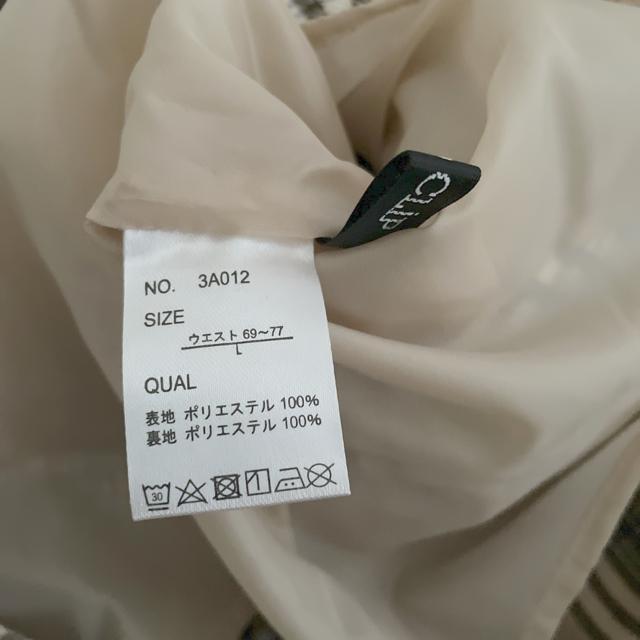 CLIP
NO. 3A012
SIZE
ウエスト 69〜77
L
QUAL
表地 ポリエステル 100%
裏地 ポリエステル 100%
30